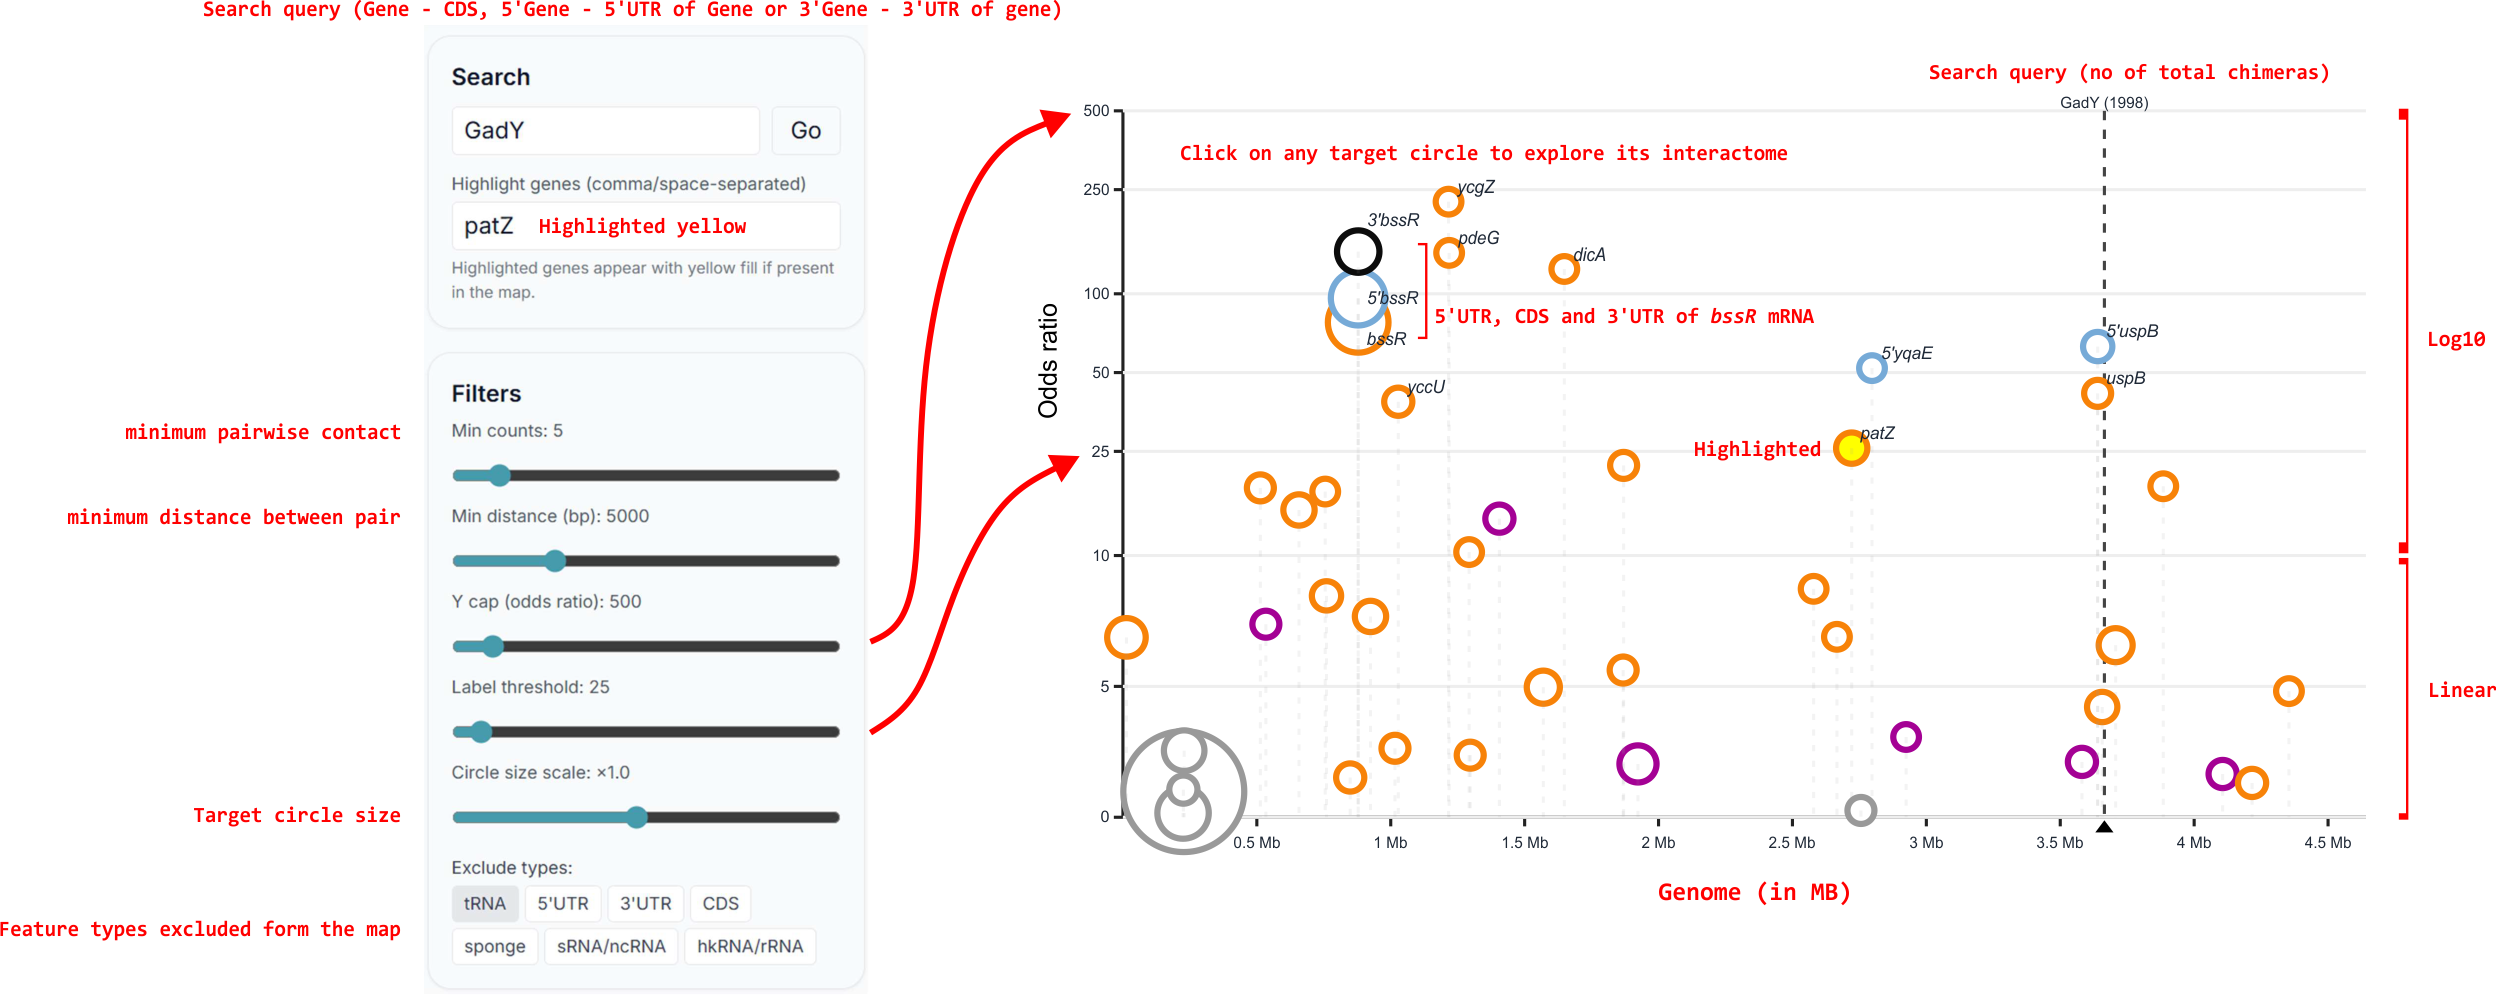 Search query (Gene - CDS, 5'Gene - 5'UTR of Gene or 3'Gene - 3'UTR of gene)
Search
GadY
Go
Highlight genes (comma/space-separated)
patZ
Highlighted yellow
Highlighted genes appear with yellow fill if present
in the map.
Filters
minimum pairwise contact
Min counts: 5
minimum distance between pair
Min distance (bp): 5000
Y cap (odds ratio): 500
Label threshold: 25
Circle size scale: ×1.0
Target circle size
Exclude types:
tRNA
5'UTR
3'UTR
CDS
Feature types excluded form the map
sponge
sRNA/ncRNA
hkRNA/rRNA
Search query (no of total chimeras)
GadY (1998)
Click on any target circle to explore its interactome
Odds ratio
500
250
100
50
25
10
5
0
ycgZ
3'bssR
pdeG
dicA
5'bssR
5'UTR, CDS and 3'UTR of bssR mRNA
bssR
5'uspB
5'yqaE
uspB
yccU
patZ
Highlighted
Log10
Linear
0.5 Mb
1 Mb
1.5 Mb
2 Mb
2.5 Mb
3 Mb
3.5 Mb
4 Mb
4.5 Mb
Genome (in MB)